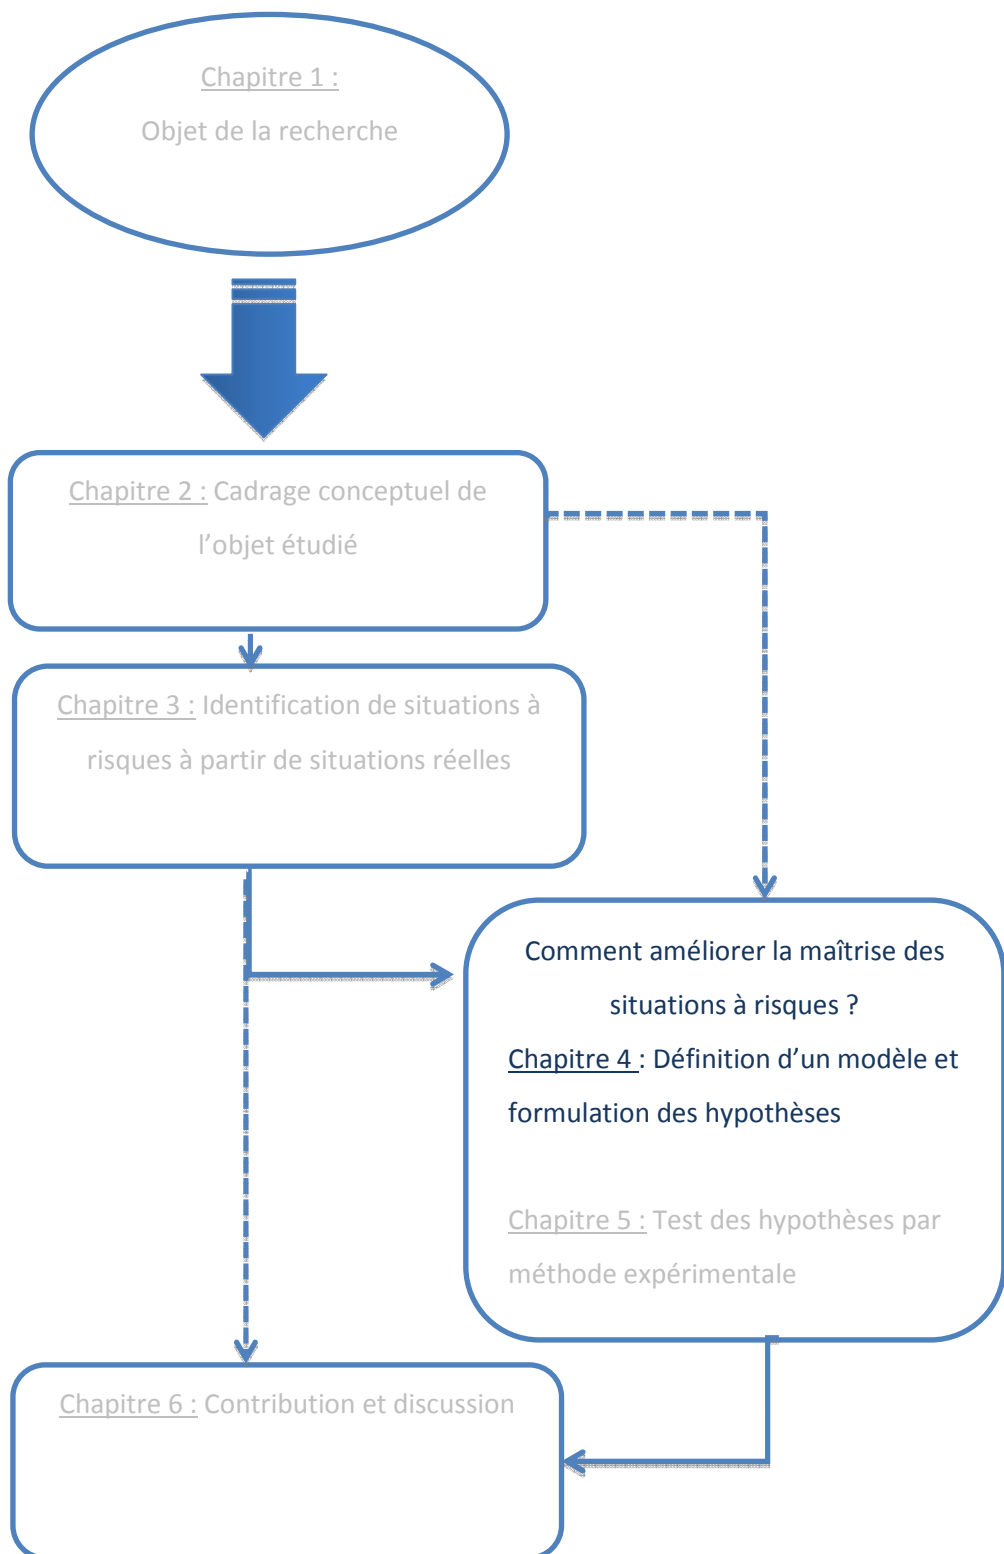 Chapitre 1 :
Objet de la recherche
Chapitre 2 : Cadrage conceptuel de
l’objet étudié
Chapitre 3 : Identification de situations à
risques à partir de situations réelles
Comment améliorer la maîtrise des
situations à risques ?
Chapitre 4 : Définition d’un modèle et
formulation des hypothèses
Chapitre 5 : Test des hypothèses par
méthode expérimentale
Chapitre 6 : Contribution et discussion